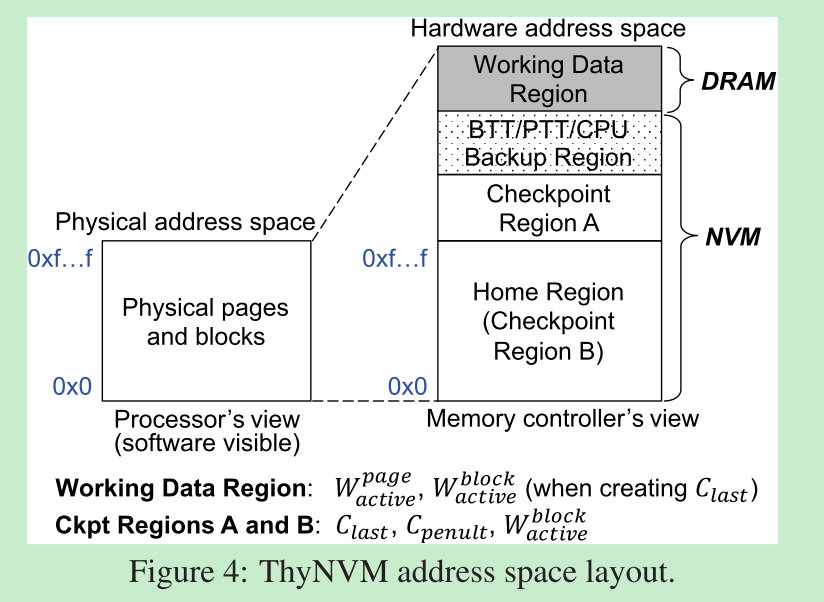 Hardware address space
Working Data
Region
DRAM
BTT/PTT/CPU
Backup Region
Checkpoint
Region A
NVM
Physical address space
0xf…f
0xf…f
Physical pages
and blocks
Home Region
(Checkpoint
Region B)
0x0
0x0
Processor's view
(software visible)
Memory controller's view
Working Data Region: W^{page}_{active}, W^{block}_{active} (when creating C_{last})
Ckpt Regions A and B: C_{last}, C_{penult}, W^{block}_{active}
Figure 4: ThyNVM address space layout.